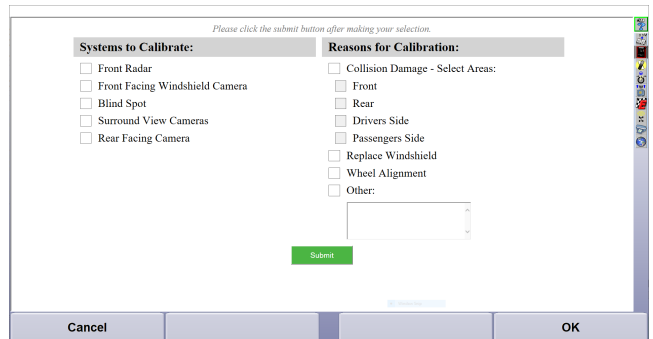 Please click the submit button after making your selection.
Systems to Calibrate:
Front Radar
Front Facing Windshield Camera
Blind Spot
Surround View Cameras
Rear Facing Camera
Reasons for Calibration:
Collision Damage - Select Areas:
Front
Rear
Drivers Side
Passengers Side
Replace Windshield
Wheel Alignment
Other:
Submit
Cancel
OK